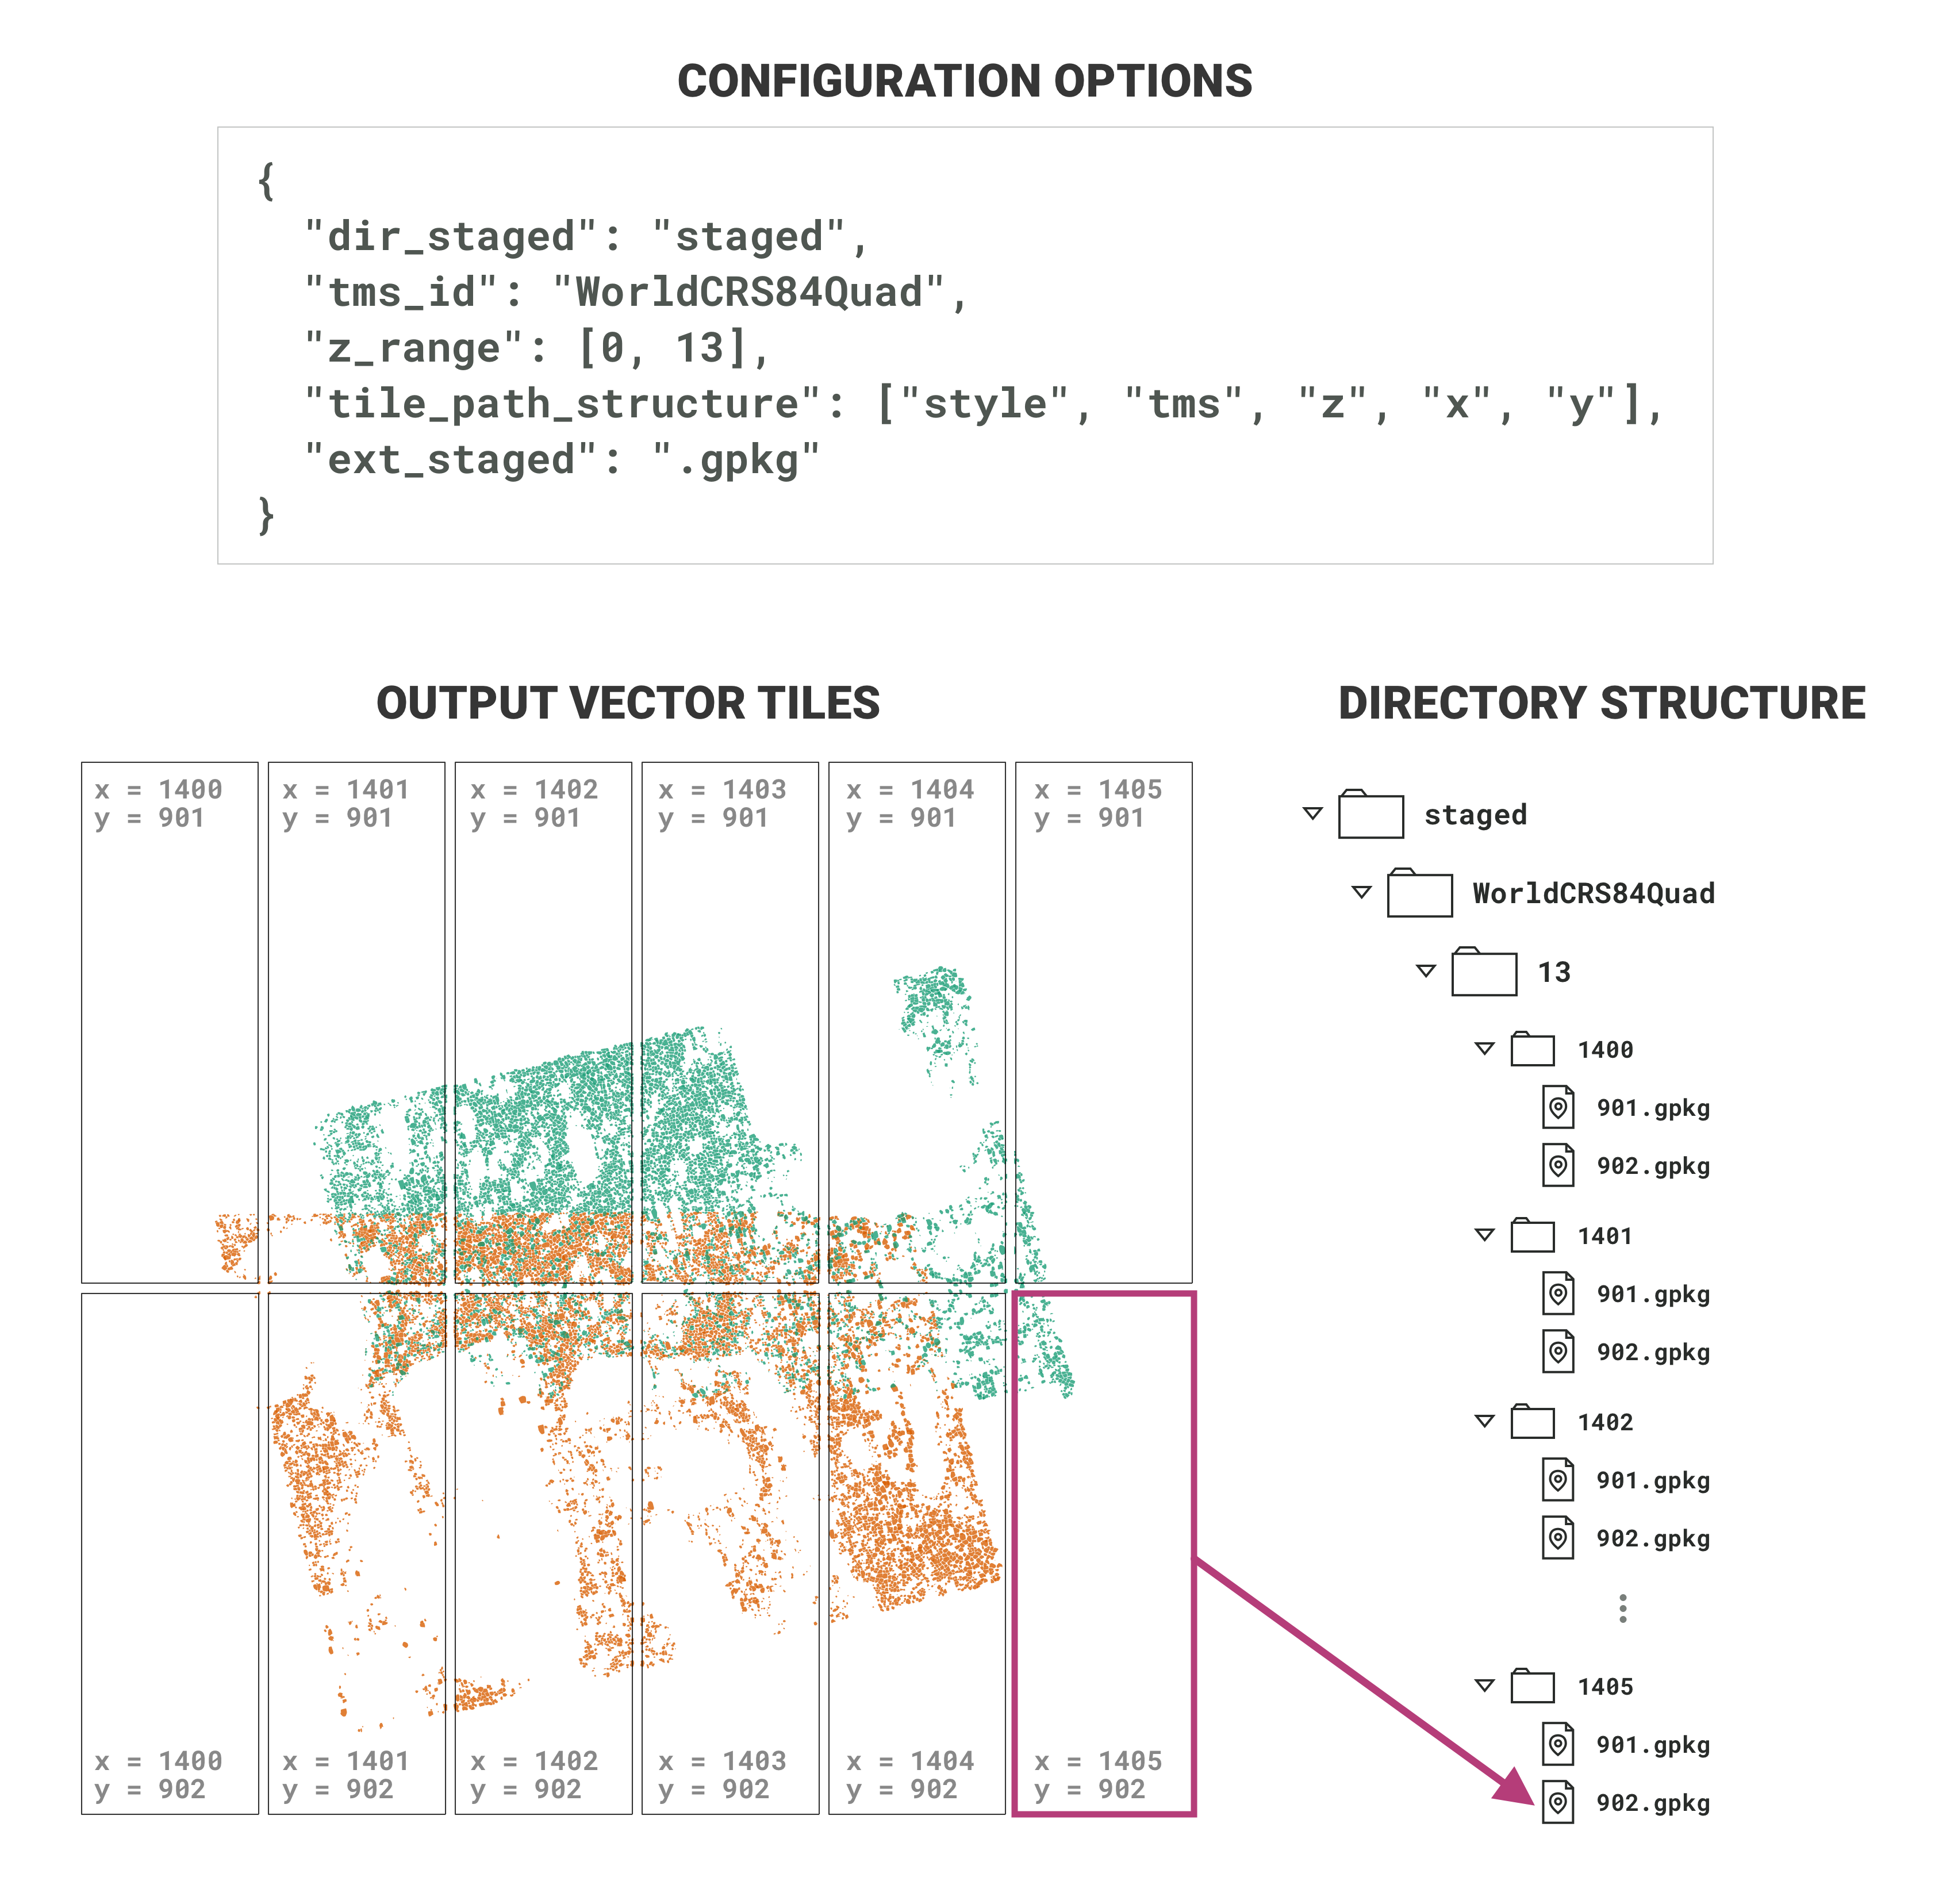 CONFIGURATION OPTIONS
{
"dir_staged": "staged",
"tms_id": "WorldCRS84Quad",
"z_range": [0, 13],
"tile_path_structure": ["style", "tms", "z", "x", "y"],
"ext_staged": ".gpkg"
}
OUTPUT VECTOR TILES
x = 1400
y = 901
x = 1401
y = 901
x = 1402
y = 901
x = 1403
y = 901
x = 1404
y = 901
x = 1405
y = 901
x = 1400
y = 902
x = 1401
y = 902
x = 1402
y = 902
x = 1403
y = 902
x = 1404
y = 902
x = 1405
y = 902
DIRECTORY STRUCTURE
staged
WorldCRS84Quad
13
1400
901.gpkg
902.gpkg
1401
901.gpkg
902.gpkg
1402
901.gpkg
902.gpkg
1405
901.gpkg
902.gpkg